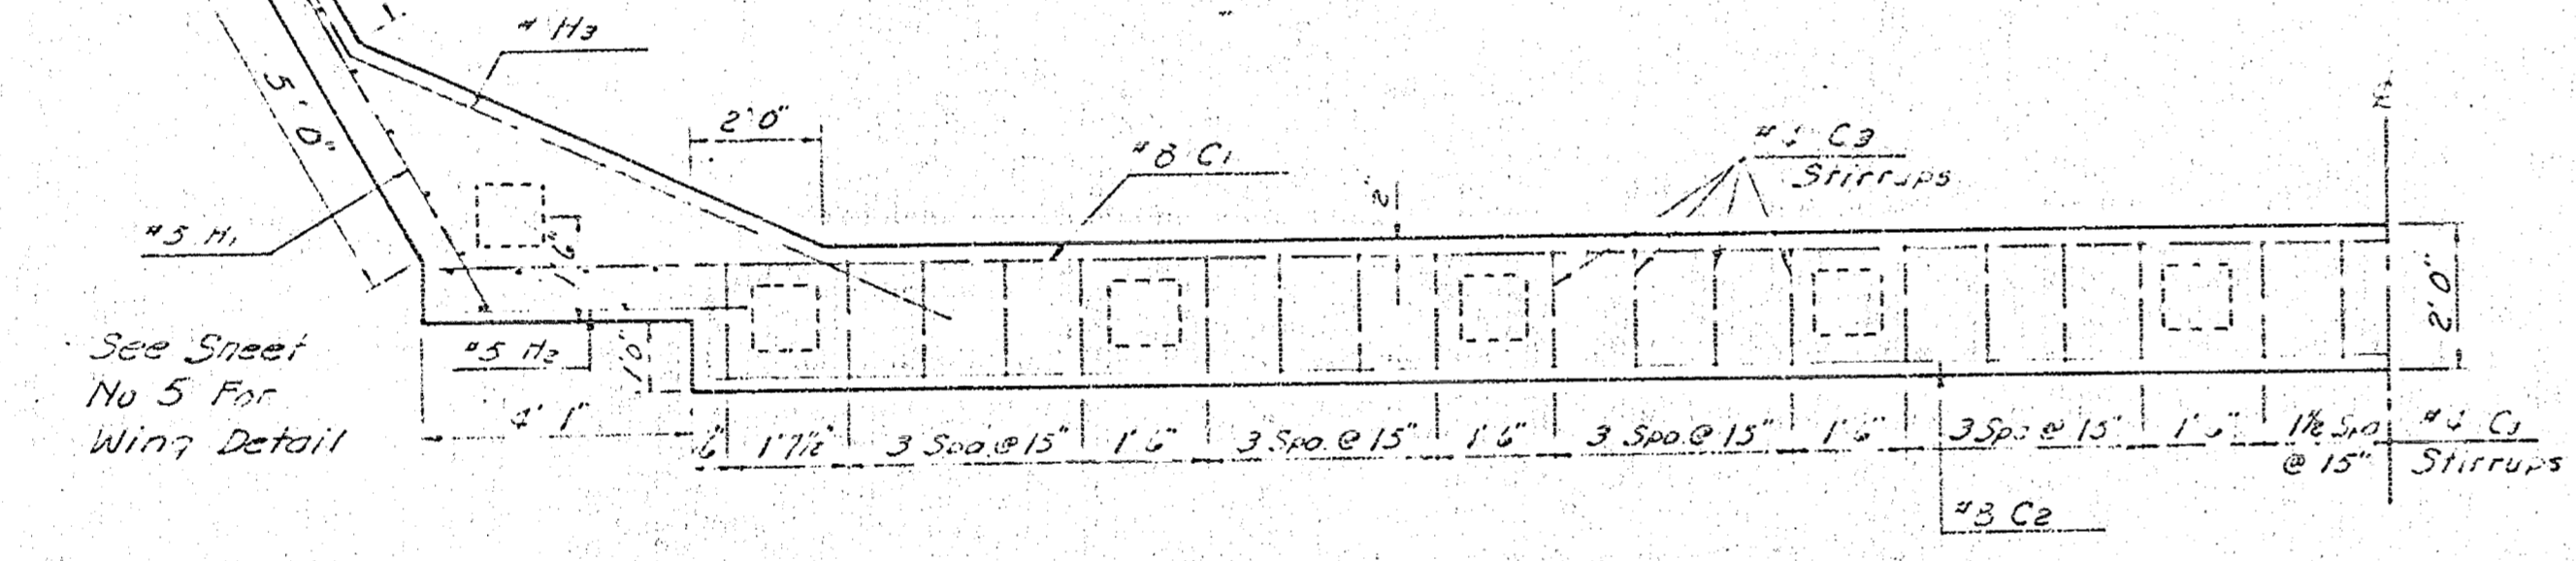 # H3
5' 0"
2' 0"
#8 C1
#4 C3
Stirrups
2"
#5 H1
2' 0"
#5 H2
1' 0"
See Sheet
No 5 For
Wing Detail
4' 1"
6" 1' 7½" 3 Spa. @ 15" 1' 6" 3 Spa. @ 15" 1' 6" 3 Spa. @ 15" 1' 6" 3 Spa @ 15" 1' 6" 1½ Spa
@ 15"
#4 C3
Stirrups
#8 C2